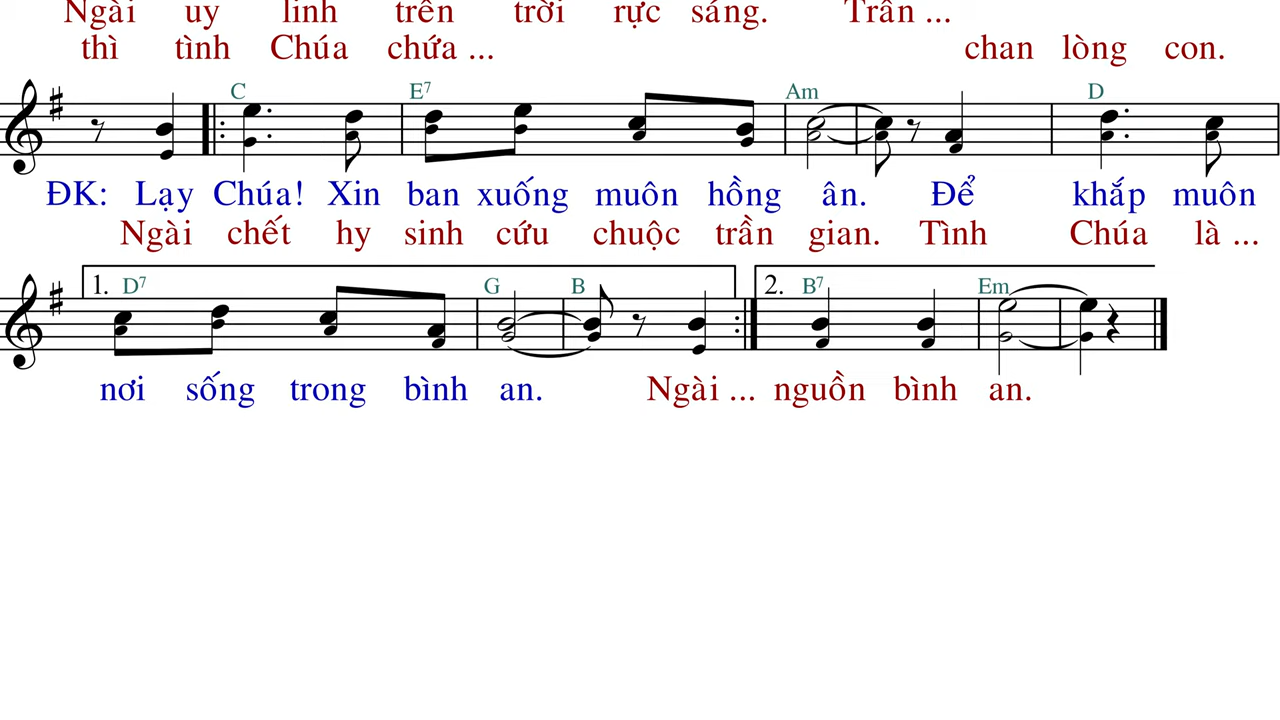 Ngài uy linh trên trời rực sáng. Trần ...
thì tình Chúa chứa ... chan lòng con.
C E7 Am D
ĐK: Lạy Chúa! Xin ban xuống muôn hồng ân. Để khắp muôn
Ngài chết hy sinh cứu chuộc trần gian. Tình Chúa là ...
1. D7 G B 2. B7 Em
nơi sống trong bình an. Ngài ... nguồn bình an.